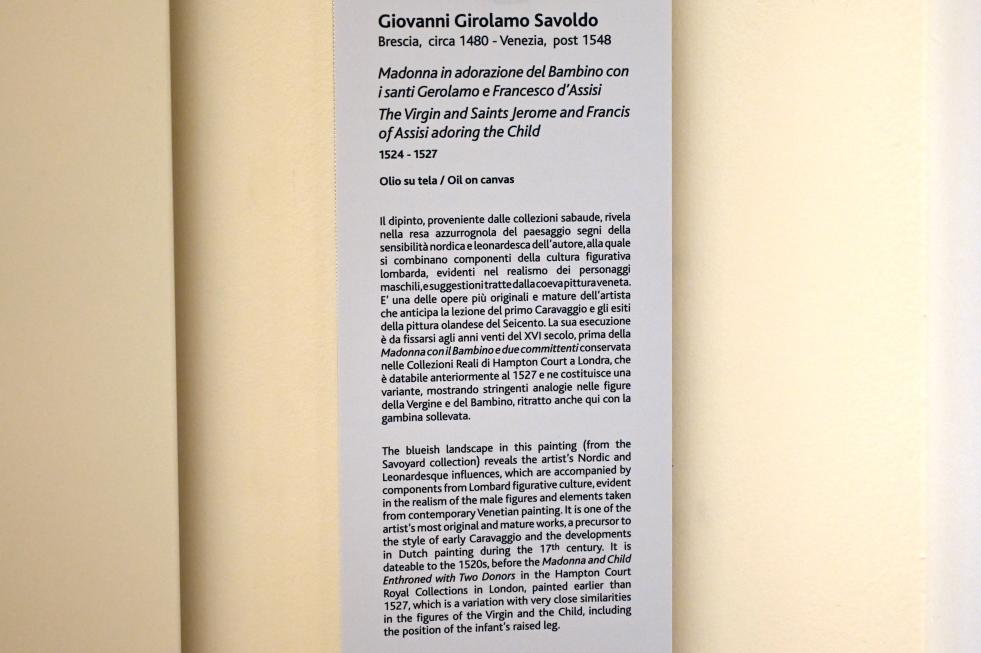 Giovanni Girolamo Savoldo
Brescia, circa 1480 - Venezia, post 1548
Madonna in adorazione del Bambino con
i santi Gerolamo e Francesco d'Assisi
The Virgin and Saints Jerome and Francis
of Assisi adoring the Child
1524 - 1527
Olio su tela / Oil on canvas
Il dipinto, proveniente dalle collezioni sabaude, rivela
nella resa azzurrognola del paesaggio segni della
sensibilità nordica e leonardesca dell'autore, alla quale
si combinano componenti della cultura figurativa
lombarda, evidenti nel realismo dei personaggi
maschili, e suggestioni tratte dalla coeva pittura veneta.
E' una delle opere più originali e mature dell'artista
che anticipa la lezione del primo Caravaggio e gli esiti
della pittura olandese del Seicento. La sua esecuzione
è da fissarsi agli anni venti del XVI secolo, prima della
Madonna con il Bambino e due committenti conservata
nelle Collezioni Reali di Hampton Court a Londra, che
è databile anteriormente al 1527 e ne costituisce una
variante, mostrando stringenti analogie nelle figure
della Vergine e del Bambino, ritratto anche qui con la
gambina sollevata.
The blueish landscape in this painting (from the
Savoyard collection) reveals the artist's Nordic and
Leonardesque influences, which are accompanied by
components from Lombard figurative culture, evident
in the realism of the male figures and elements taken
from contemporary Venetian painting. It is one of the
artist's most original and mature works, a precursor to
the style of early Caravaggio and the developments
in Dutch painting during the 17th century. It is
dateable to the 1520s, before the Madonna and Child
Enthroned with Two Donors in the Hampton Court
Royal Collections in London, painted earlier than
1527, which is a variation with very close similarities
in the figures of the Virgin and the Child, including
the position of the infant's raised leg.